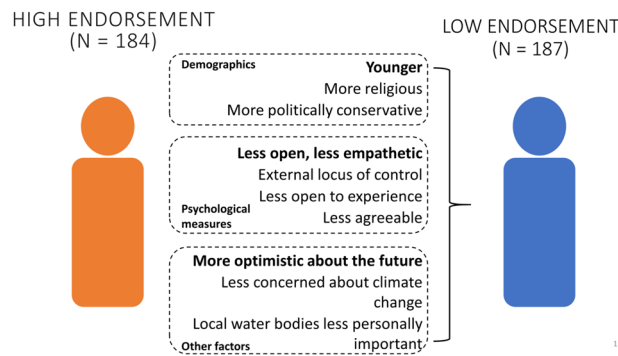 HIGH ENDORSEMENT
(N = 184)
LOW ENDORSEMENT
(N = 187)
Demographics
Younger
More religious
More politically conservative
Less open, less empathetic
External locus of control
Less open to experience
Less agreeable
Psychological
measures
More optimistic about the future
Less concerned about climate
change
Local water bodies less personally
important
Other factors
1